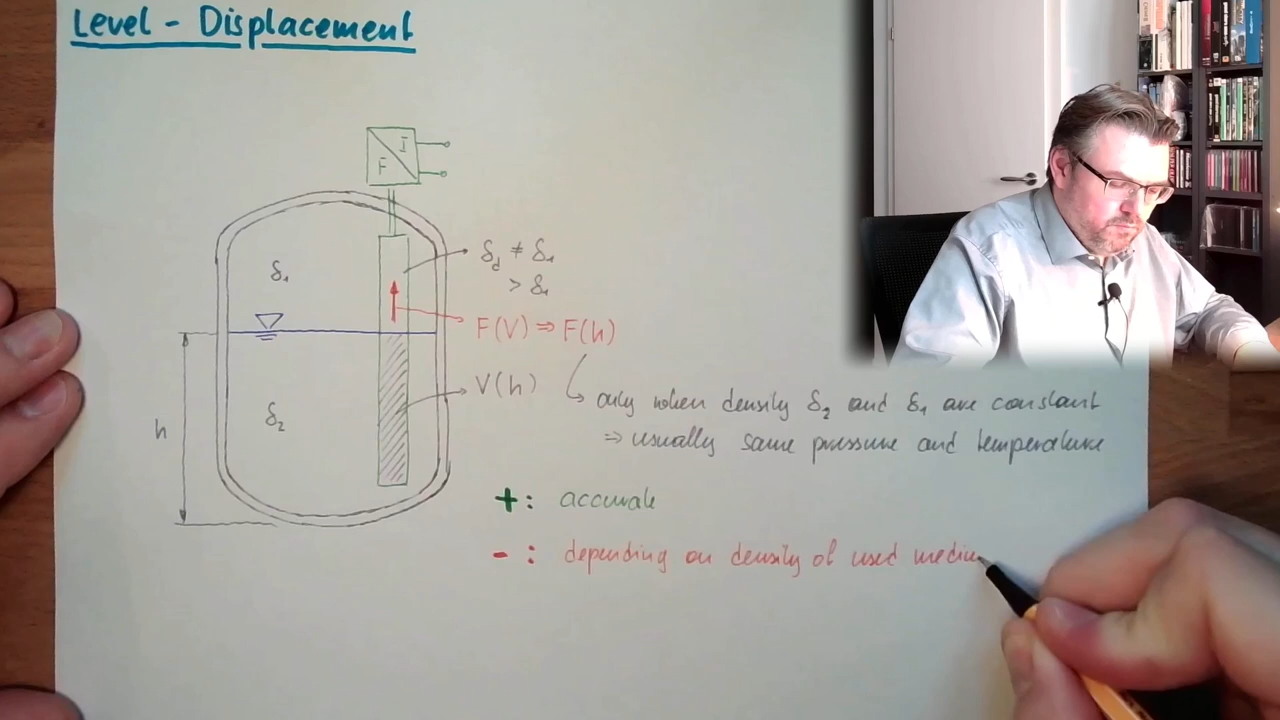 Level - Displacement
I
F
δ₁
δd ≠ δ₁
> δ₁
F(V) ⇒ F(h)
V(h)
only when density δ₂ and δ₁ are constant
⇒ usually same pressure and temperature
h
δ₂
+ : accurate
- : depending on density of used medium